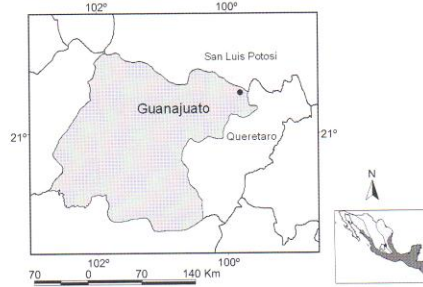 102° 100°
San Luis Potosi
Guanajuato
Queretaro
21° 21°
N
102° 100°
70 0 70 140 Km